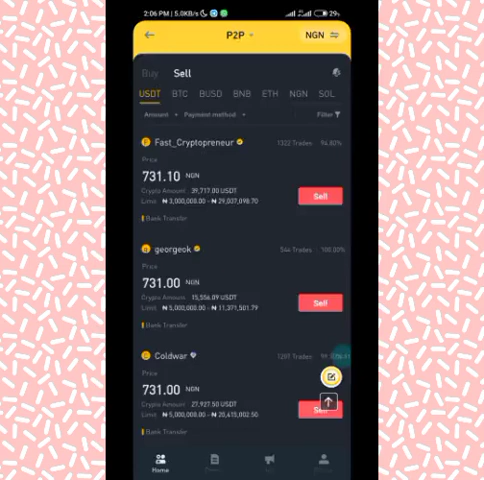 2:06 PM | 5.0KB/s 29%
P2P NGN
Buy Sell
USDT BTC BUSD BNB ETH NGN SOL
Amount Payment method Filter
Fast_Cryptopreneur 1322 Trades 94.60%
Price
731.10 NGN
Crypto Amount 39,717.00 USDT
Limit ₦ 3,000,000.00 - ₦ 29,037,098.70
Sell
Bank Transfer
georgeok 544 Trades 100.00%
Price
731.00 NGN
Crypto Amount 15,556.09 USDT
Limit ₦ 5,000,000.00 - ₦ 11,371,501.79
Sell
Bank Transfer
Coldwar Trades
Price
731.00 NGN
Crypto Amount 27,927.50 USDT
Limit ₦ 5,000,000.00 - ₦ 20,415,002.50
Bank Transfer
Home